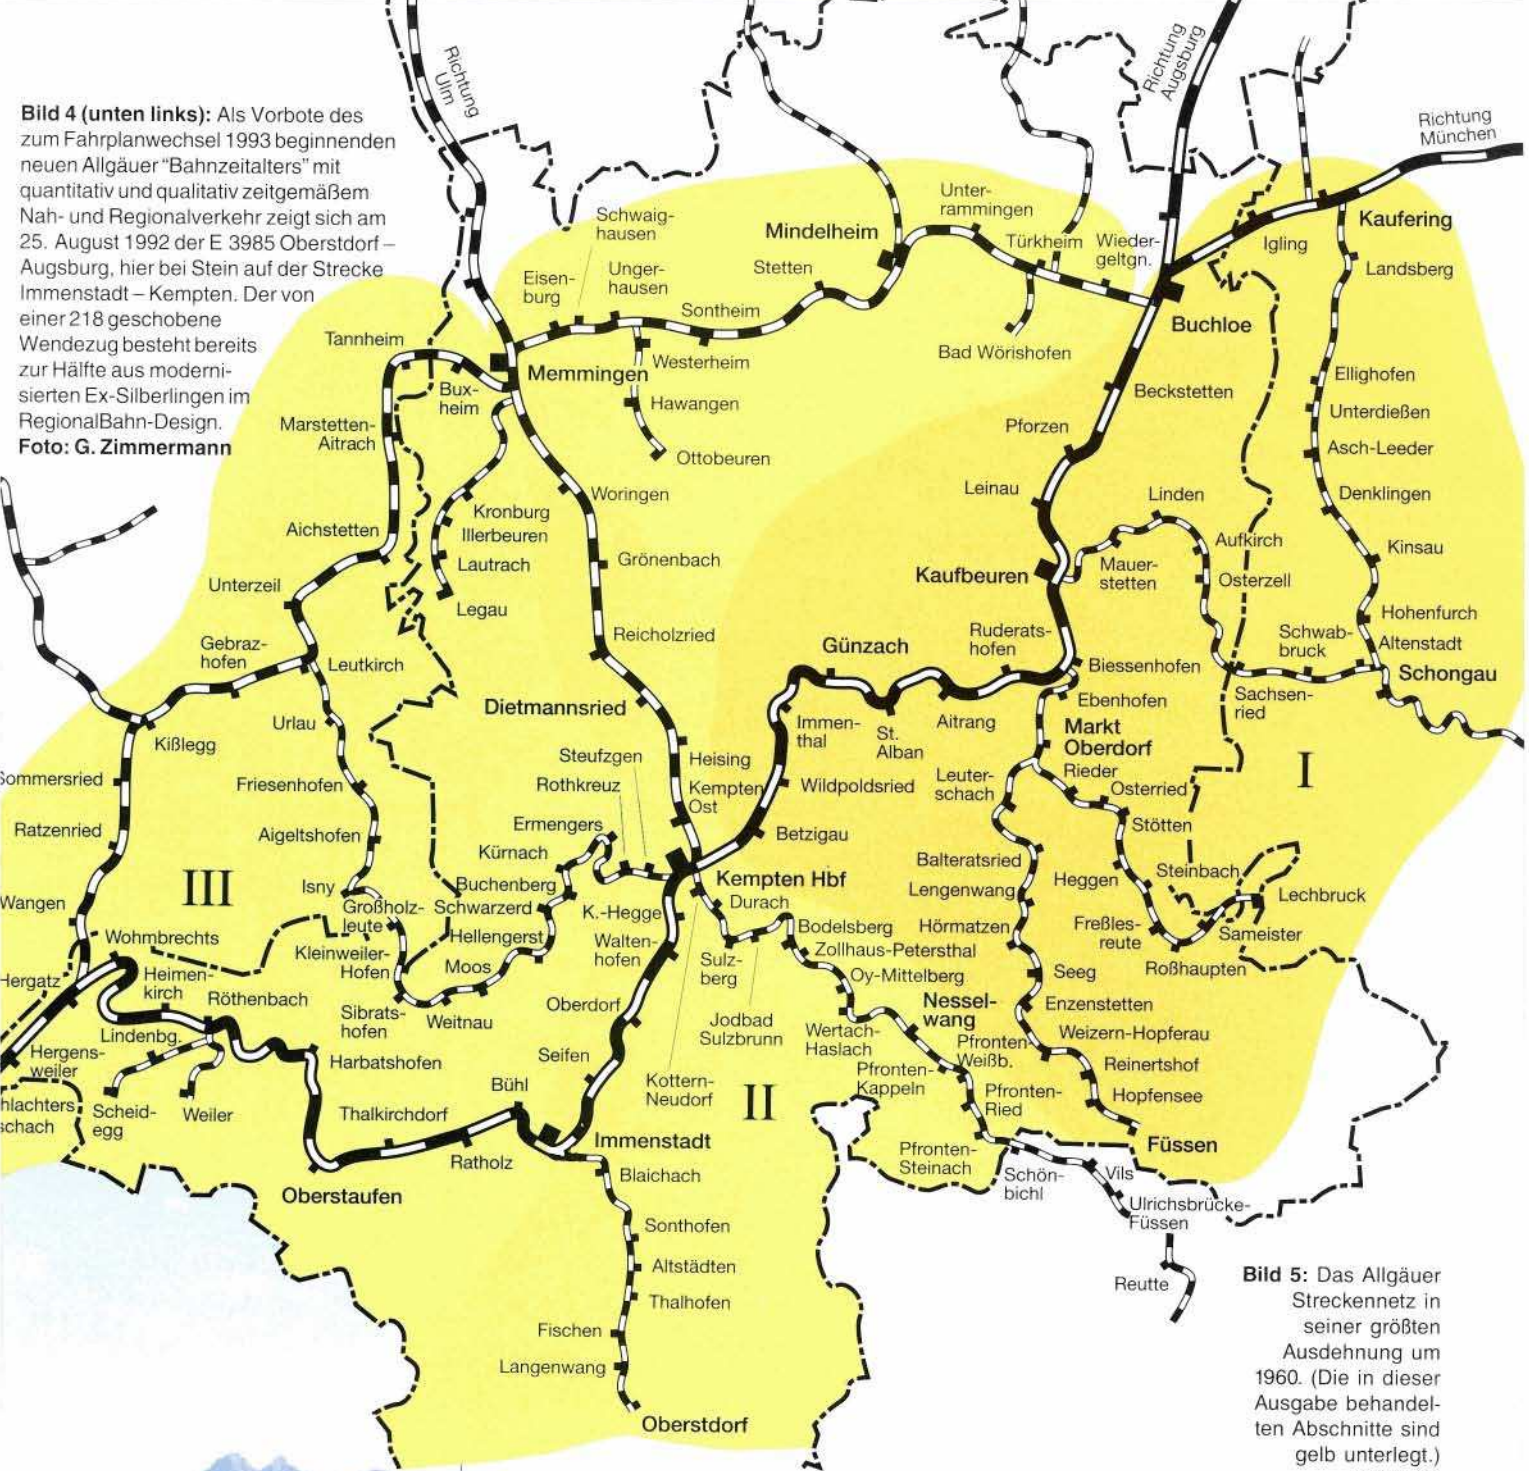 Bild 4 (unten links): Als Vorbote des
zum Fahrplanwechsel 1993 beginnenden
neuen Allgäuer “Bahnzeitalters” mit
quantitativ und qualitativ zeitgemäßem
Nah- und Regionalverkehr zeigt sich am
25. August 1992 der E 3985 Oberstdorf –
Augsburg, hier bei Stein auf der Strecke
Immenstadt – Kempten. Der von
einer 218 geschobene
Wendezug besteht bereits
zur Hälfte aus moderni-
sierten Ex-Silberlingen im
RegionalBahn-Design.
Foto: G. Zimmermann
Richtung
Ulm
Richtung
Augsburg
Richtung
München
Schwaig-
hausen
Eisen-
burg
Unger-
hausen
Mindelheim
Stetten
Sontheim
Unter-
rammingen
Türkheim
Wieder-
geltgn.
Igling
Kaufering
Landsberg
Buchloe
Bad Wörishofen
Tannheim
Bux-
heim
Memmingen
Westerheim
Hawangen
Ottobeuren
Marstetten-
Aitrach
Beckstetten
Pforzen
Ellighofen
Unterdießen
Asch-Leeder
Denklingen
Kinsau
Hohenfurch
Altenstadt
Schongau
Leinau
Linden
Aufkirch
Osterzell
Mauer-
stetten
Kaufbeuren
Schwab-
bruck
Sachsen-
ried
Woringen
Kronburg
Illerbeuren
Lautrach
Legau
Grönenbach
Reicholzried
Aichstetten
Unterzeil
Gebraz-
hofen
Leutkirch
Urlau
Kißlegg
Friesenhofen
Aigeltshofen
Isny
Sommersried
Ratzenried
Wangen
III
Dietmannsried
Steufzgen
Rothkreuz
Ermengers
Kürnach
Buchenberg
Schwarzerd
Hellengerst
Moos
Weitnau
Sibrats-
hofen
Kleinweiler-
Hofen
Großholz-
leute
Heising
Kempten
Ost
Günzach
Ruderats-
hofen
Biessenhofen
Ebenhofen
Immen-
thal
St.
Alban
Aitrang
Wildpoldsried
Betzigau
Kempten Hbf
Markt
Oberdorf
Leuter-
schach
Rieder
Osterried
Stötten
I
Balteratsried
Lengenwang
Hörmatzen
Heggen
Steinbach
Lechbruck
Freßles-
reute
Sameister
Roßhaupten
Seeg
Enzenstetten
Weizern-Hopferau
Reinertshof
Hopfensee
Füssen
Durach
K.-Hegge
Walten-
hofen
Sulz-
berg
Bodelsberg
Zollhaus-Petersthal
Oy-Mittelberg
Jodbad
Sulzbrunn
Wertach-
Haslach
Nessel-
wang
Pfronten-
Weißb.
Pfronten-
Kappeln
Pfronten-
Ried
Pfronten-
Steinach
Schön-
bichl
Vils
Ulrichsbrücke-
Füssen
Reutte
Oberdorf
Seifen
Kottern-
Neudorf
II
Wohmbrechts
Hergatz
Heimen-
kirch
Röthenbach
Lindenbg.
Hergens-
weiler
hlachters
schach
Scheid-
egg
Weiler
Harbatshofen
Bühl
Thalkirchdorf
Ratholz
Oberstaufen
Immenstadt
Blaichach
Sonthofen
Altstädten
Thalhofen
Fischen
Langenwang
Oberstdorf
Bild 5: Das Allgäuer
Streckennetz in
seiner größten
Ausdehnung um
1960. (Die in dieser
Ausgabe behandel-
ten Abschnitte sind
gelb unterlegt.)